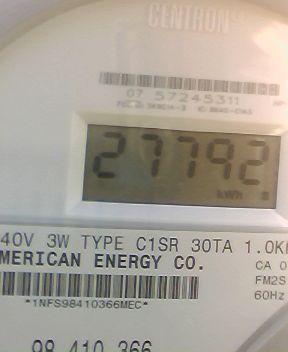 CENTRON
07 57245311
27792
kWh
40V 3W TYPE C1SR 30TA 1.0K
MERICAN ENERGY CO.
CA 0
FM2S
60Hz
*1NFS98410366MEC*
98 410 366